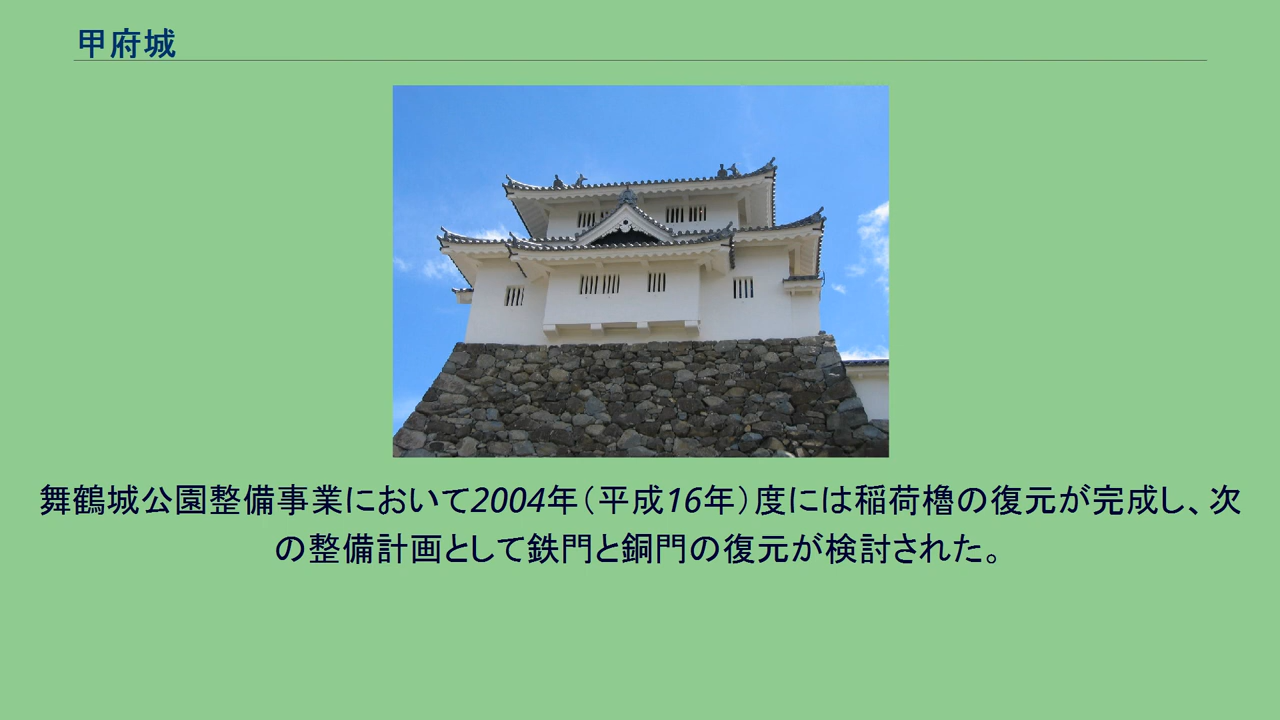 甲府城
舞鶴城公園整備事業において2004年（平成16年）度には稲荷櫓の復元が完成し、次
の整備計画として鉄門と銅門の復元が検討された。